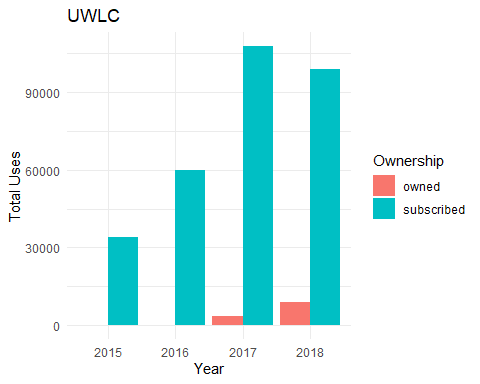 UWLC
Total Uses
90000
60000
30000
0
2015 2016 2017 2018
Year
Ownership
owned
subscribed